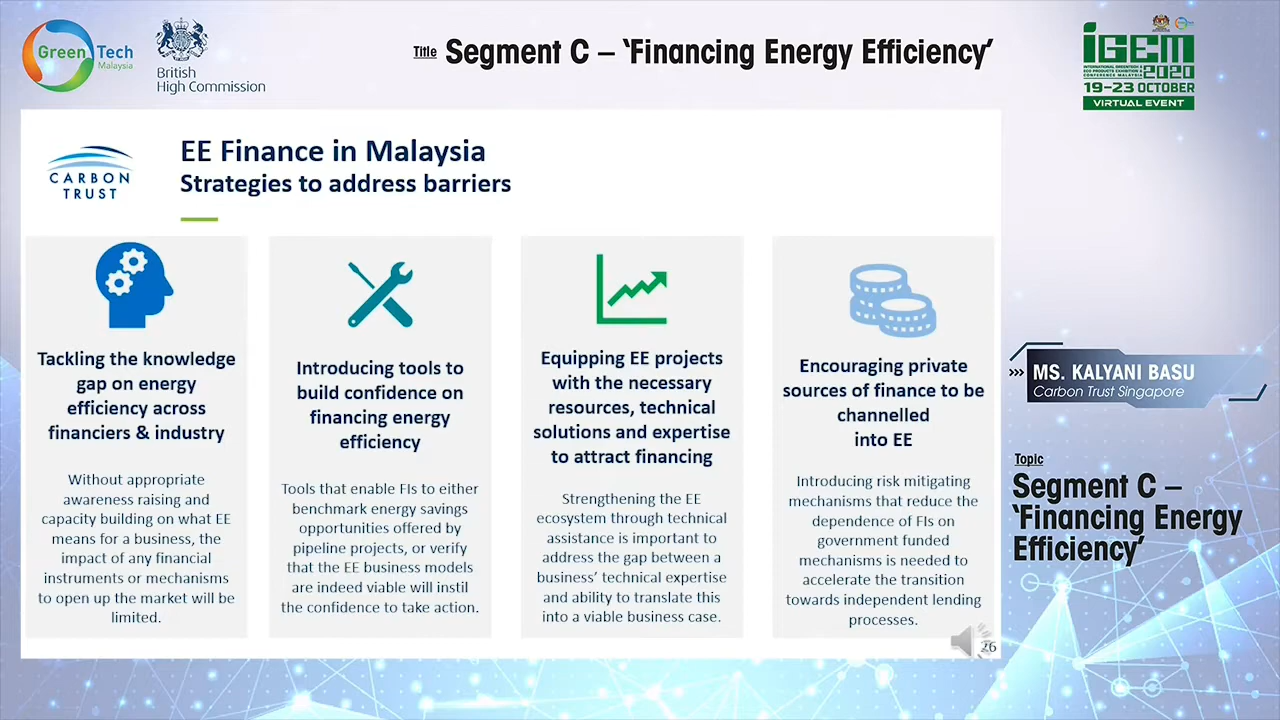 GreenTech
Malaysia
British
High Commission
Title Segment C – ‘Financing Energy Efficiency’
iGEM
INTERNATIONAL GREENTECH &
ECO PRODUCTS EXHIBITION &
CONFERENCE MALAYSIA
2020
19–23 OCTOBER
VIRTUAL EVENT
CARBON
TRUST
EE Finance in Malaysia
Strategies to address barriers
Tackling the knowledge
gap on energy
efficiency across
financiers & industry
Without appropriate
awareness raising and
capacity building on what EE
means for a business, the
impact of any financial
instruments or mechanisms
to open up the market will be
limited.
Introducing tools to
build confidence on
financing energy
efficiency
Tools that enable FIs to either
benchmark energy savings
opportunities offered by
pipeline projects, or verify
that the EE business models
are indeed viable will instil
the confidence to take action.
Equipping EE projects
with the necessary
resources, technical
solutions and expertise
to attract financing
Strengthening the EE
ecosystem through technical
assistance is important to
address the gap between a
business’ technical expertise
and ability to translate this
into a viable business case.
Encouraging private
sources of finance to be
channelled
into EE
Introducing risk mitigating
mechanisms that reduce the
dependence of FIs on
government funded
mechanisms is needed to
accelerate the transition
towards independent lending
processes.
26
MS. KALYANI BASU
Carbon Trust Singapore
Topic
Segment C –
‘Financing Energy
Efficiency’